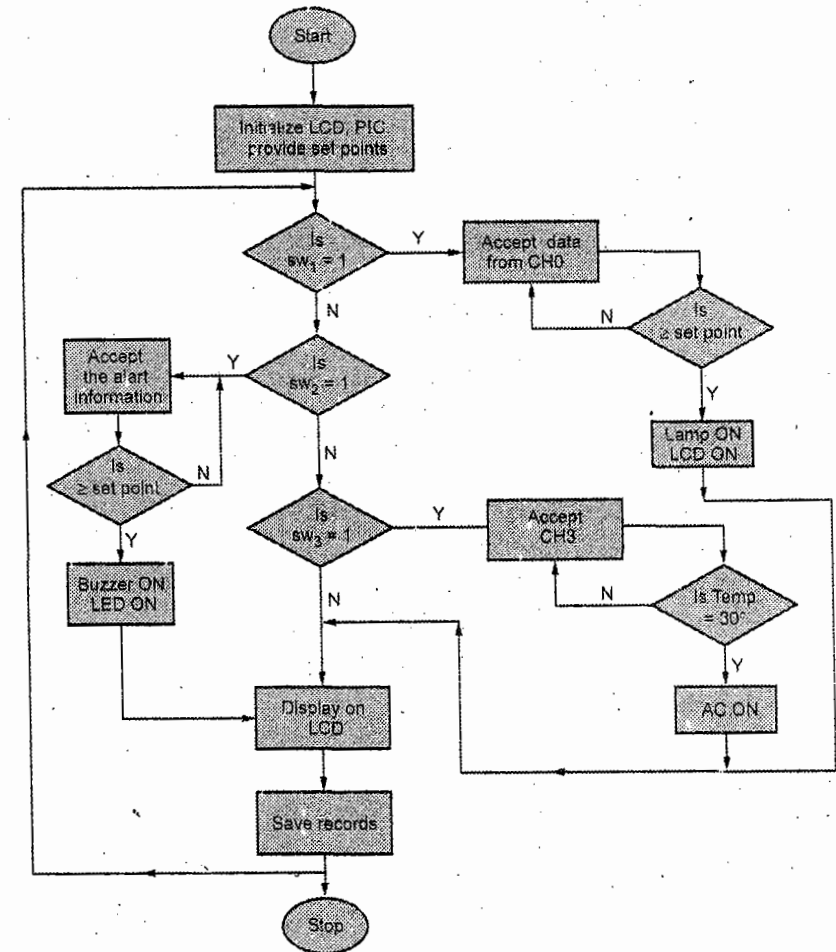 Start
Initialize LCD, PIC
provide set points
Is
sw₁ = 1
Y
N
Accept data
from CH0
Is
≥ set point
N
Y
Lamp ON
LCD ON
Is
sw₂ = 1
Y
N
Accept
the alart
information
Is
≥ set point
N
Y
Buzzer ON
LED ON
Is
sw₃ = 1
Y
N
Accept
CH3
Is Temp
= 30°
N
Y
AC ON
Display on
LCD
Save records
Stop